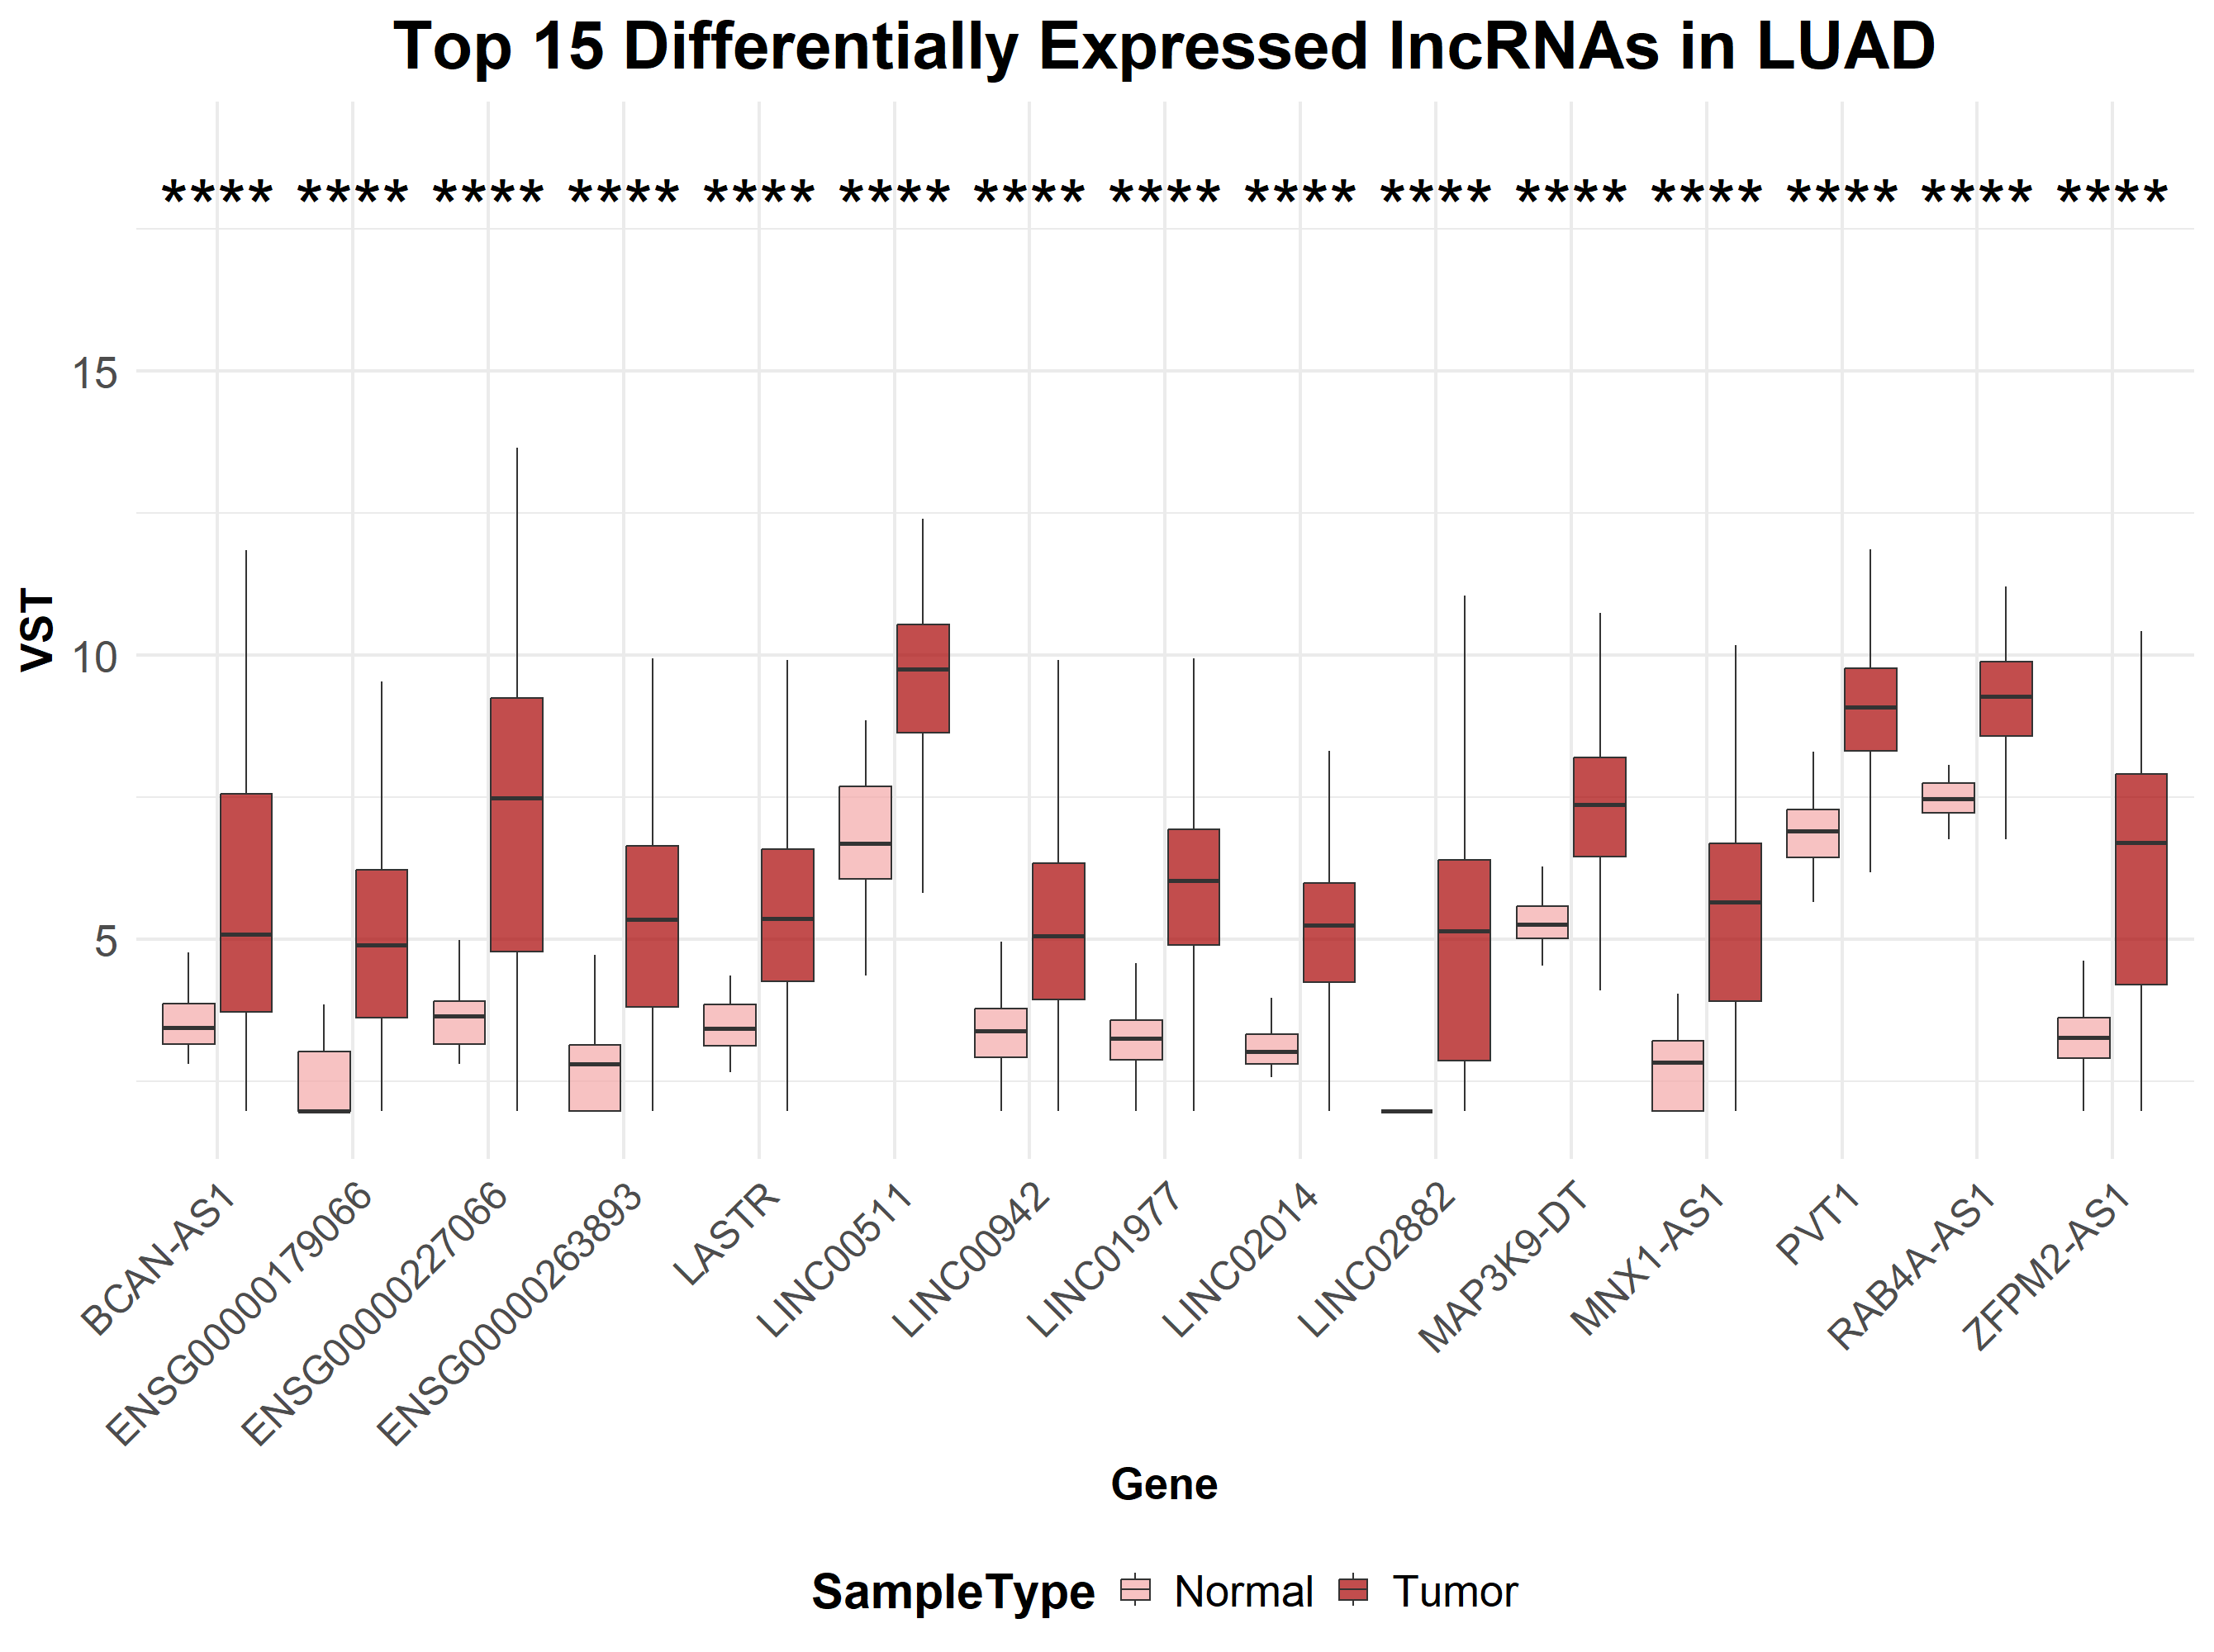 Top 15 Differentially Expressed lncRNAs in LUAD
**** **** **** **** **** **** **** **** **** **** **** **** **** **** ****
15
10
5
VST
BCAN-AS1
ENSG00000179066
ENSG00000227066
ENSG00000263893
LASTR
LINC00511
LINC00942
LINC01977
LINC02014
LINC02882
MAP3K9-DT
MNX1-AS1
PVT1
RAB4A-AS1
ZFPM2-AS1
Gene
SampleType Normal Tumor